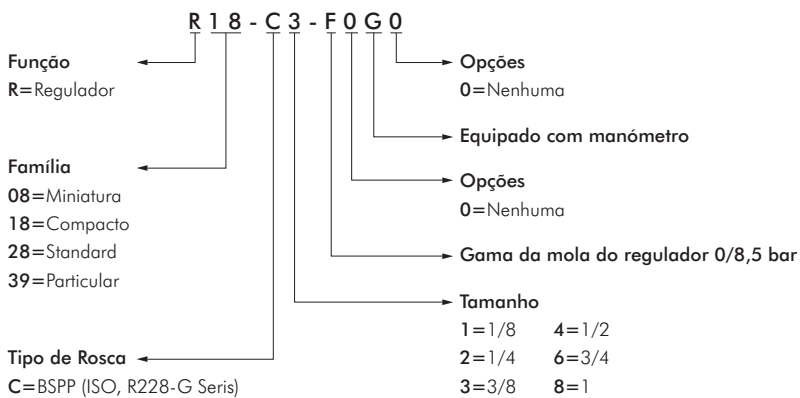 R18-C3-F0G0
Função
R=Regulador
Família
08=Miniatura
18=Compacto
28=Standard
39=Particular
Tipo de Rosca
C=BSPP (ISO, R228-G Seris)
Opções
0=Nenhuma
Equipado com manómetro
Opções
0=Nenhuma
Gama da mola do regulador 0/8,5 bar
Tamanho
1=1/8 4=1/2
2=1/4 6=3/4
3=3/8 8=1